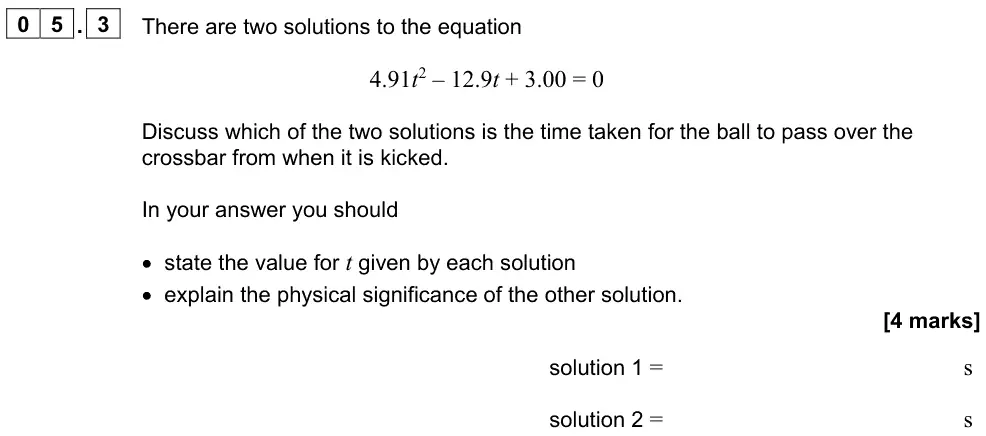 0 5 . 3 There are two solutions to the equation
4.91t² – 12.9t + 3.00 = 0
Discuss which of the two solutions is the time taken for the ball to pass over the
crossbar from when it is kicked.
In your answer you should
• state the value for t given by each solution
• explain the physical significance of the other solution.
[4 marks]
solution 1 = s
solution 2 = s